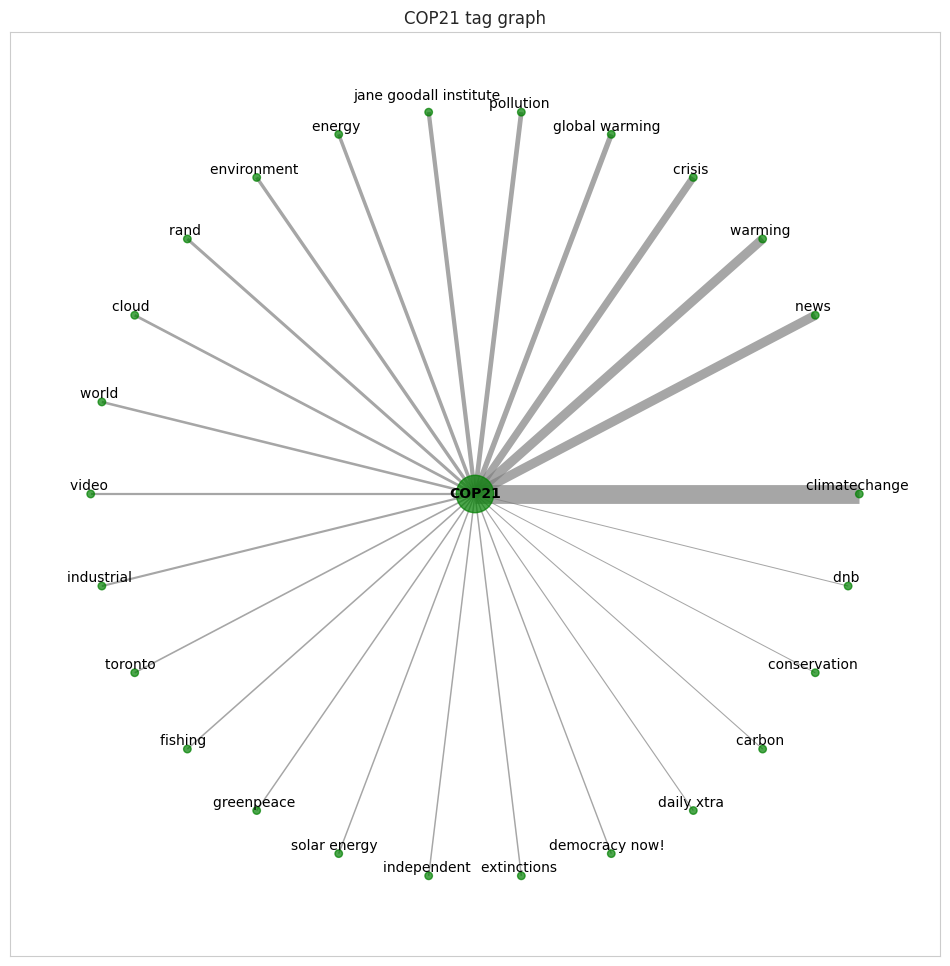 COP21 tag graph
jane goodall institute
pollution
energy
global warming
environment
crisis
rand
warming
cloud
news
world
video
COP21
climatechange
industrial
dnb
toronto
conservation
fishing
carbon
greenpeace
daily xtra
solar energy
democracy now!
independent
extinctions